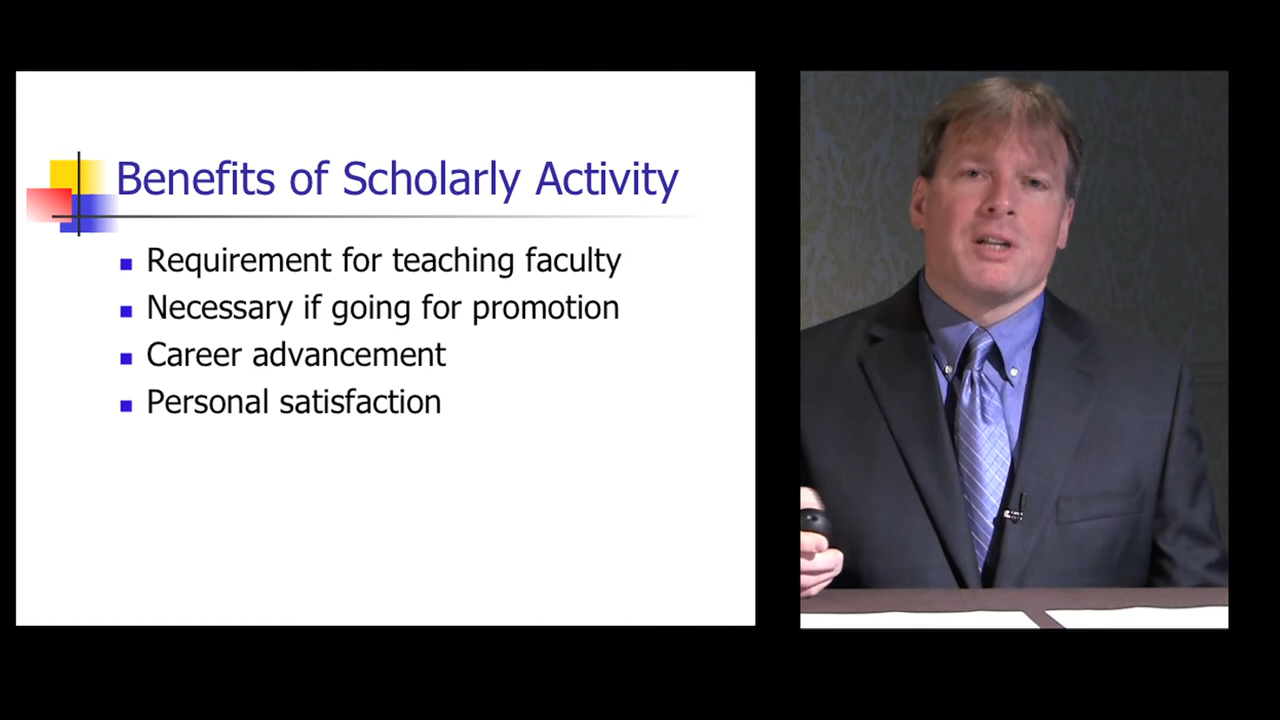 Benefits of Scholarly Activity
Requirement for teaching faculty
Necessary if going for promotion
Career advancement
Personal satisfaction